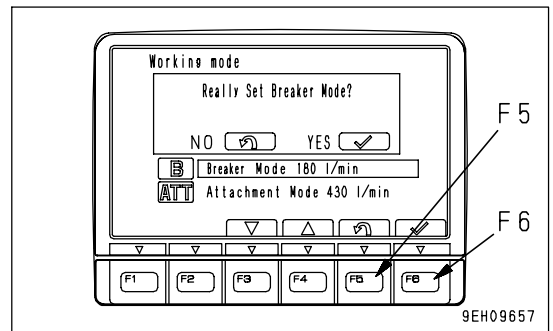 Working mode
Really Set Breaker Mode?
NO YES
B Breaker Mode 180 l/min
ATT Attachment Mode 430 l/min
F5
F6
F1 F2 F3 F4 F5 F6
9EH09657